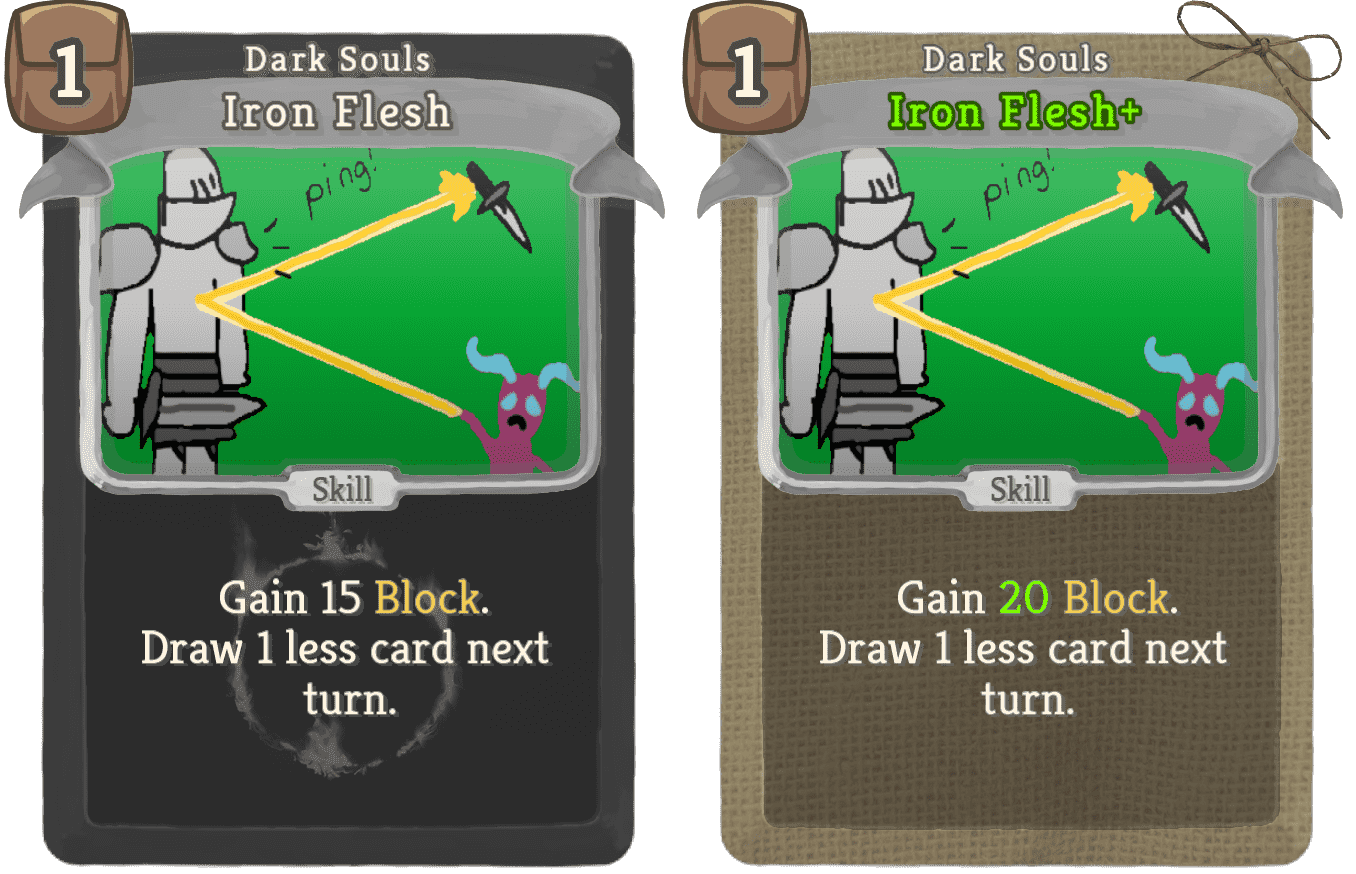 1
Dark Souls
Iron Flesh
ping!
Skill
Gain 15 Block.
Draw 1 less card next
turn.
1
Dark Souls
Iron Flesh+
ping!
Skill
Gain 20 Block.
Draw 1 less card next
turn.